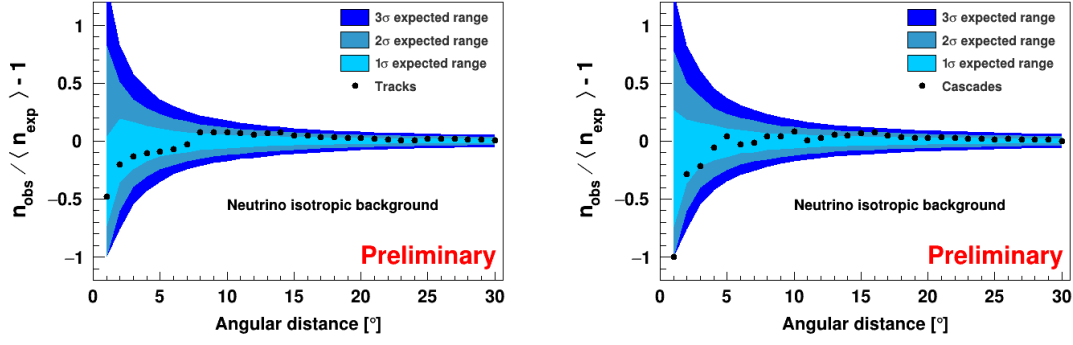 n_obs / ⟨ n_exp ⟩ - 1
1
0.5
0
−0.5
−1
3σ expected range
2σ expected range
1σ expected range
Tracks
Neutrino isotropic background
Preliminary
0 5 10 15 20 25 30
Angular distance [°]
n_obs / ⟨ n_exp ⟩ - 1
1
0.5
0
−0.5
−1
3σ expected range
2σ expected range
1σ expected range
Cascades
Neutrino isotropic background
Preliminary
0 5 10 15 20 25 30
Angular distance [°]